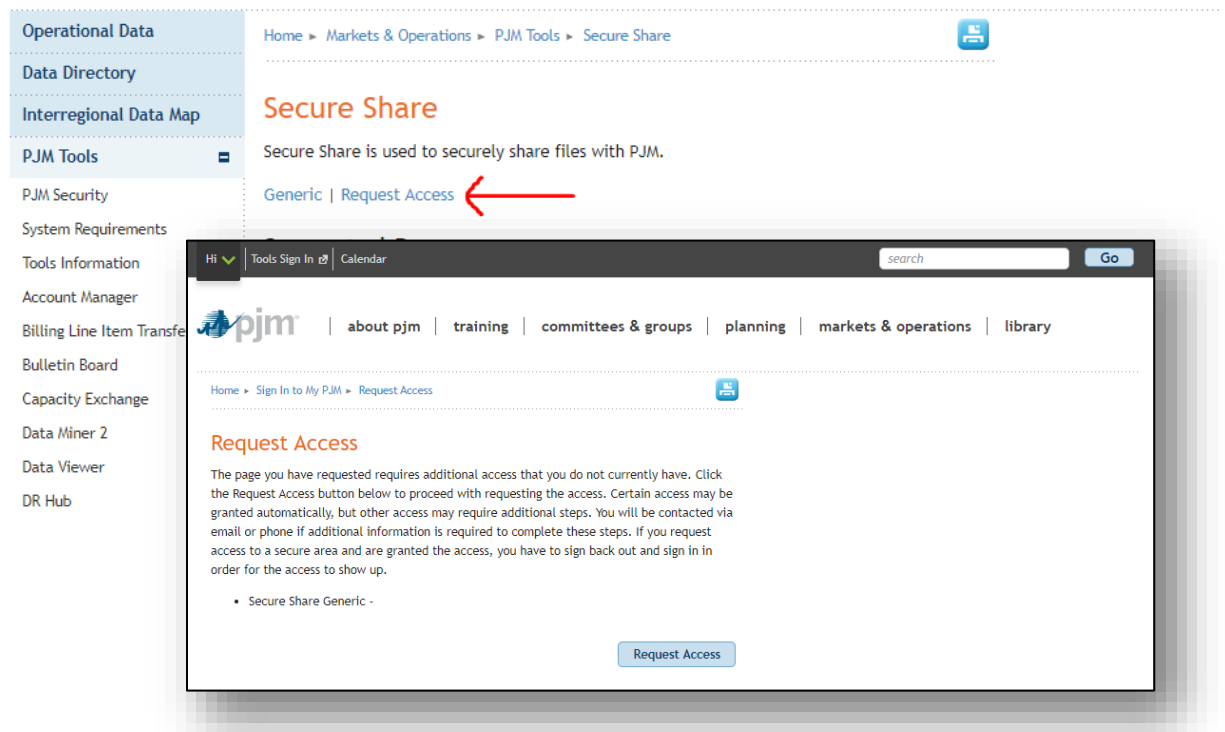 Operational Data
Data Directory
Interregional Data Map
PJM Tools
PJM Security
System Requirements
Tools Information
Account Manager
Billing Line Item Transfe
Bulletin Board
Capacity Exchange
Data Miner 2
Data Viewer
DR Hub
Home ► Markets & Operations ► PJM Tools ► Secure Share
Secure Share
Secure Share is used to securely share files with PJM.
Generic | Request Access
Hi | Tools Sign In | Calendar
search
Go
pjm
about pjm | training | committees & groups | planning | markets & operations | library
Home ► Sign In to My PJM ► Request Access
Request Access
The page you have requested requires additional access that you do not currently have. Click
the Request Access button below to proceed with requesting the access. Certain access may be
granted automatically, but other access may require additional steps. You will be contacted via
email or phone if additional information is required to complete these steps. If you request
access to a secure area and are granted the access, you have to sign back out and sign in in
order for the access to show up.
• Secure Share Generic -
Request Access